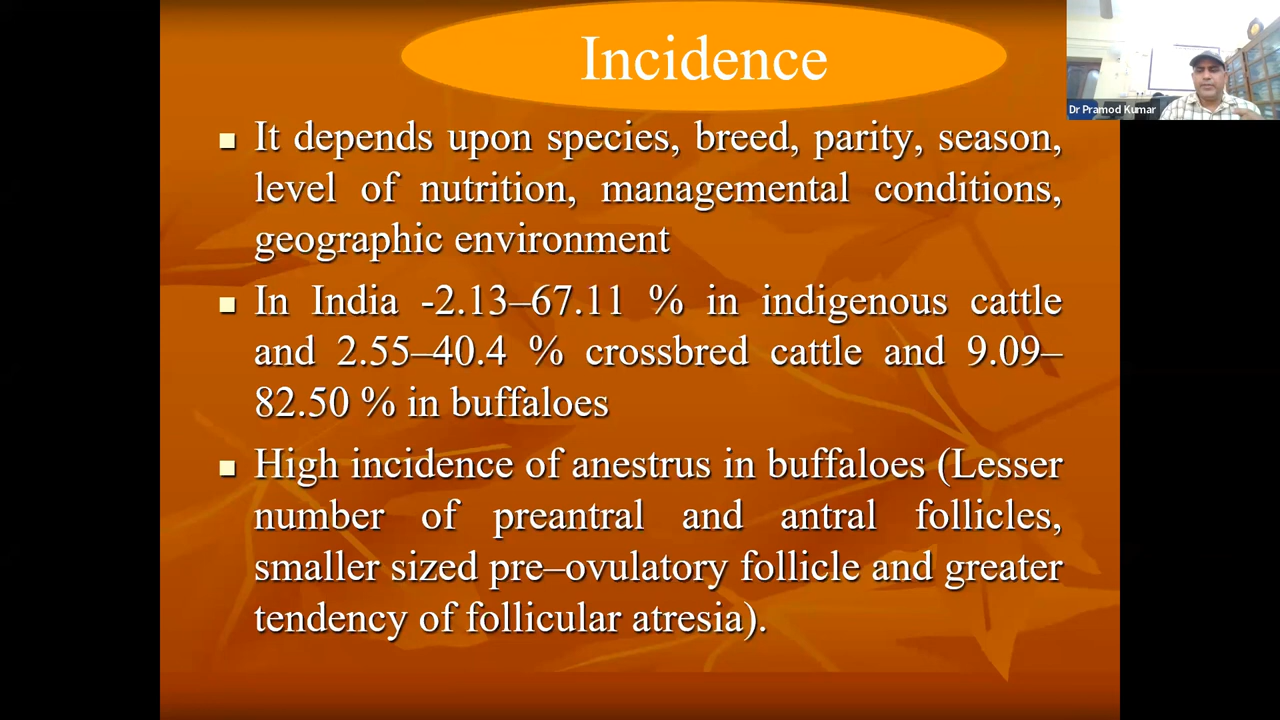 Incidence
Dr Pramod Kumar
It depends upon species, breed, parity, season,
level of nutrition, managemental conditions,
geographic environment
In India -2.13–67.11 % in indigenous cattle
and 2.55–40.4 % crossbred cattle and 9.09–
82.50 % in buffaloes
High incidence of anestrus in buffaloes (Lesser
number of preantral and antral follicles,
smaller sized pre–ovulatory follicle and greater
tendency of follicular atresia).